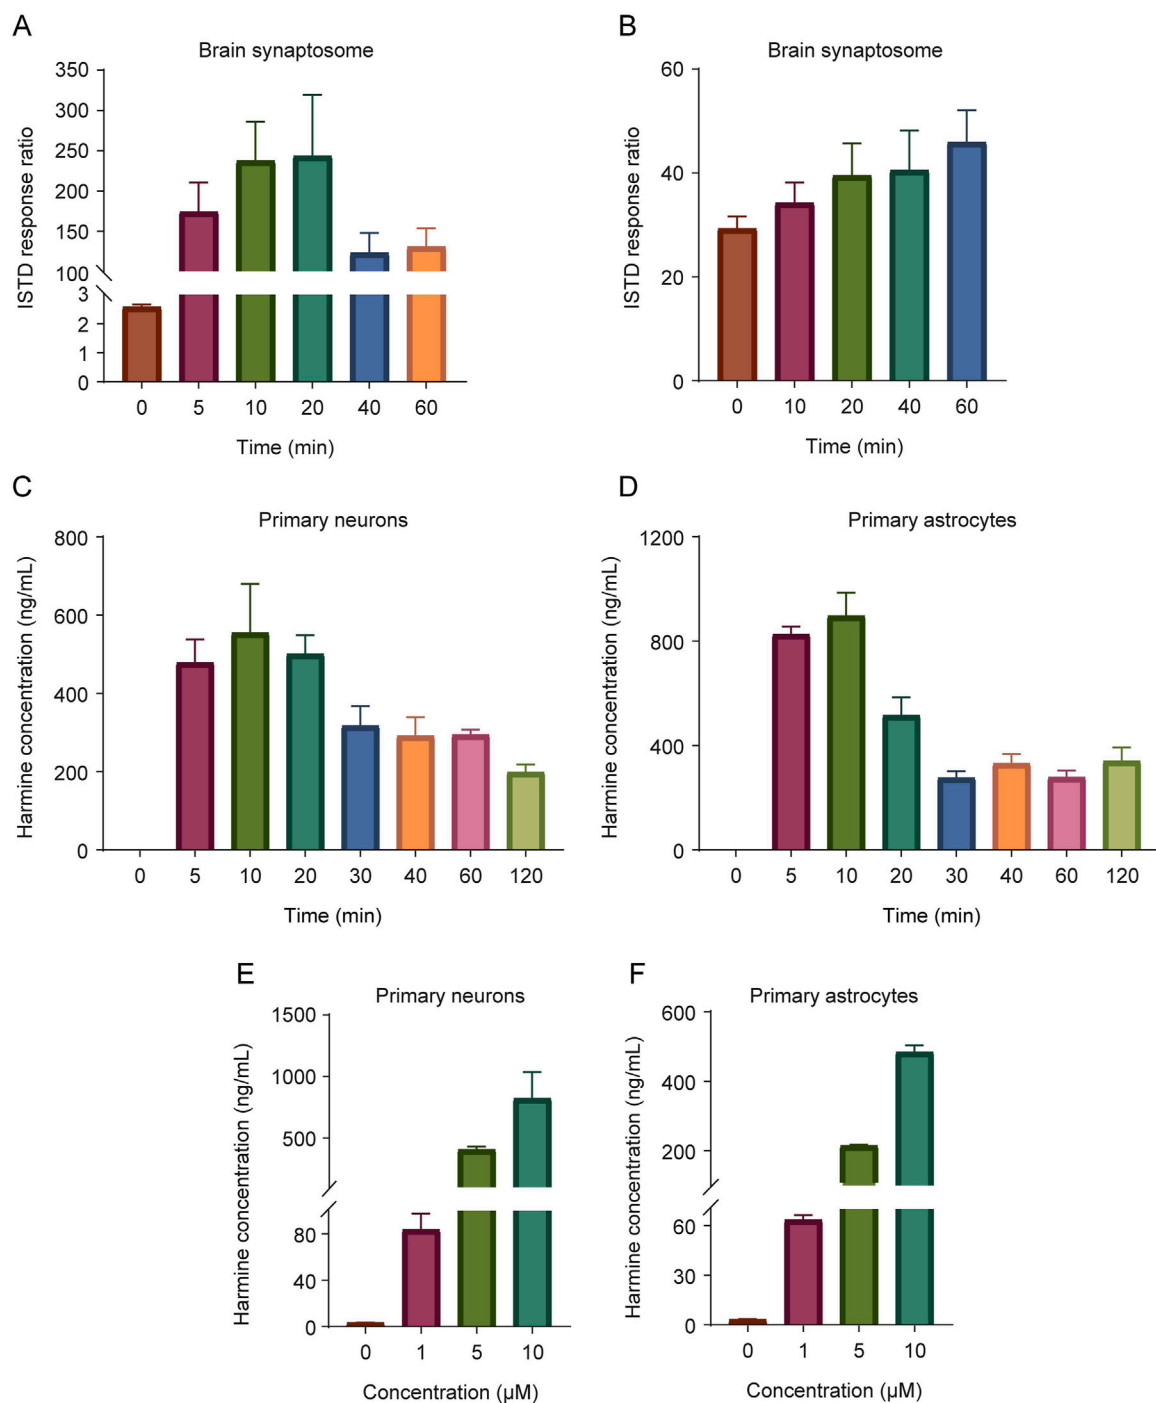 A
Brain synaptosome
ISTD response ratio
350
300
250
200
150
100
3
2
1
0
0 5 10 20 40 60
Time (min)
B
Brain synaptosome
ISTD response ratio
60
40
20
0
0 10 20 40 60
Time (min)
C
Primary neurons
Harmine concentration (ng/mL)
800
600
400
200
0
0 5 10 20 30 40 60 120
Time (min)
D
Primary astrocytes
Harmine concentration (ng/mL)
1200
800
400
0
0 5 10 20 30 40 60 120
Time (min)
E
Primary neurons
Harmine concentration (ng/mL)
1500
1000
500
80
40
0
0 1 5 10
Concentration (µM)
F
Primary astrocytes
Harmine concentration (ng/mL)
600
400
200
60
30
0
0 1 5 10
Concentration (µM)